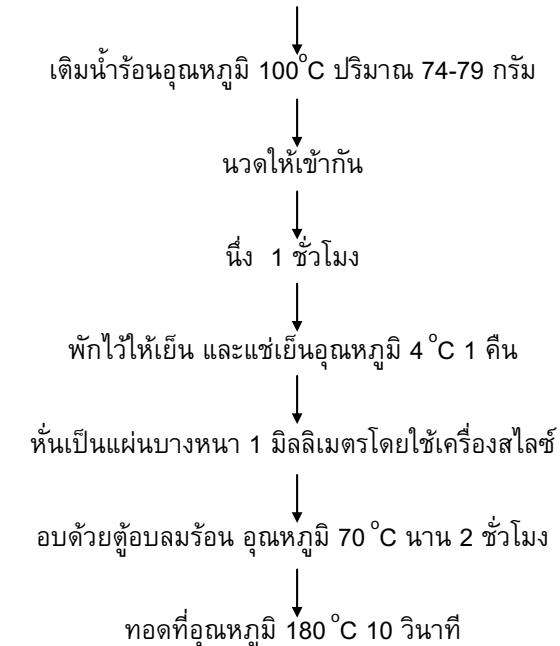 เติมน้ำร้อนอุณหภูมิ 100°C ปริมาณ 74-79 กรัม
นวดให้เข้ากัน
นึ่ง 1 ชั่วโมง
พักไว้ให้เย็น และแช่เย็นอุณหภูมิ 4 °C 1 คืน
หั่นเป็นแผ่นบางหนา 1 มิลลิเมตรโดยใช้เครื่องสไลซ์
อบด้วยตู้อบลมร้อน อุณหภูมิ 70 °C นาน 2 ชั่วโมง
ทอดที่อุณหภูมิ 180 °C 10 วินาที